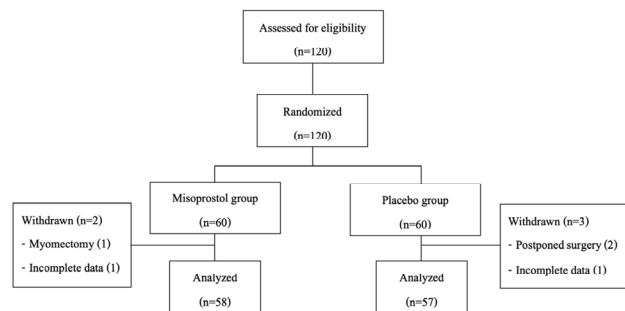 Assessed for eligibility
(n=120)
Randomized
(n=120)
Misoprostol group
(n=60)
Placebo group
(n=60)
Withdrawn (n=2)
- Myomectomy (1)
- Incomplete data (1)
Withdrawn (n=3)
- Postponed surgery (2)
- Incomplete data (1)
Analyzed
(n=58)
Analyzed
(n=57)